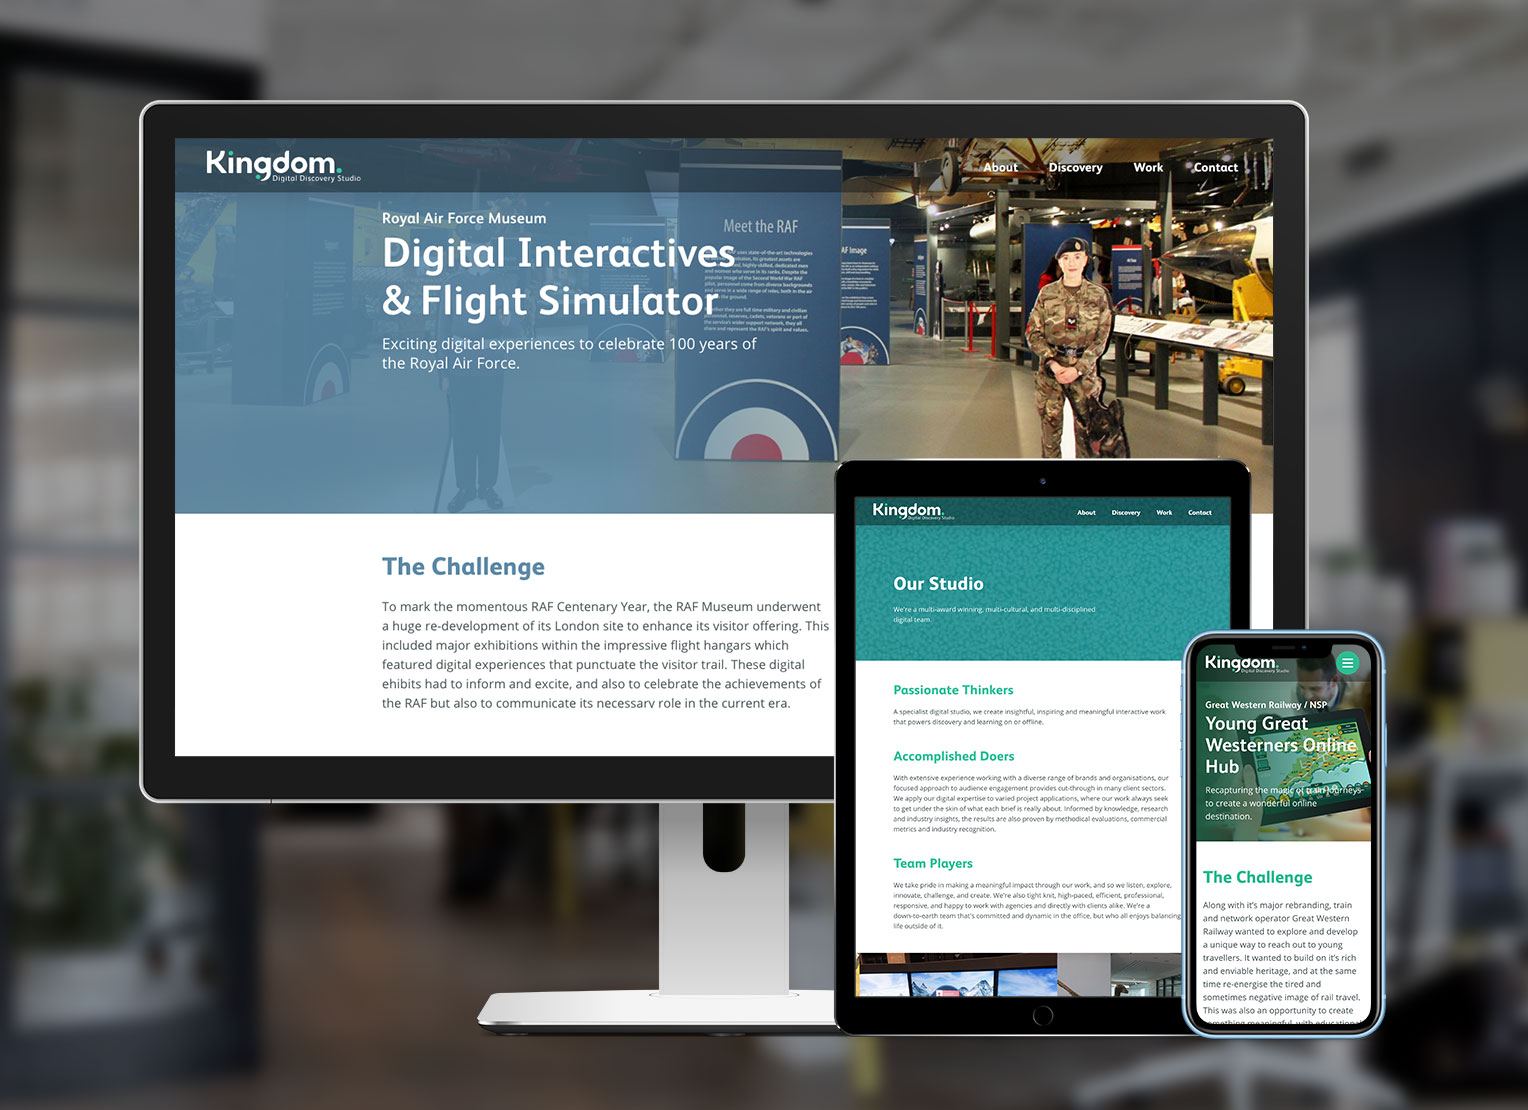 Kingdom.
Digital Discovery Studio
About Discovery Work Contact
Royal Air Force Museum
Digital Interactives
& Flight Simulator
Exciting digital experiences to celebrate 100 years of
the Royal Air Force.
Meet the RAF
The Challenge
To mark the momentous RAF Centenary Year, the RAF Museum underwent
a huge re-development of its London site to enhance its visitor offering. This
included major exhibitions within the impressive flight hangars which
featured digital experiences that punctuate the visitor trail. These digital
ehibits had to inform and excite, and also to celebrate the achievements of
the RAF but also to communicate its necessary role in the current era.
Kingdom.
Digital Discovery Studio
About Discovery Work Contact
Our Studio
We're a multi-award winning, multi-cultural, and multi-disciplined
digital team.
Passionate Thinkers
A specialist digital studio, we create insightful, inspiring and meaningful interactive work
that powers discovery and learning on or offline.
Accomplished Doers
With extensive experience working with a diverse range of brands and organisations, our
focused approach to audience engagement provides cut-through in many client sectors.
We apply our digital expertise to varied project applications, where our work always seek
to get under the skin of what each brief is really about. Informed by knowledge, research
and industry insights, the results are also proven by methodical evaluations, commercial
metrics and industry recognition.
Team Players
We take pride in making a meaningful impact through our work, and so we listen, explore,
innovate, challenge, and create. We're also tight knit, high-paced, efficient, professional,
responsive, and happy to work with agencies and directly with clients alike. We're a
down-to-earth team that's committed and dynamic in the office, but who all enjoys balancing
life outside of it.
Kingdom.
Digital Discovery Studio
Great Western Railway / NSP
Young Great
Westerners Online
Hub
Recapturing the magic of train journeys
to create a wonderful online
destination.
The Challenge
Along with it's major rebranding, train
and network operator Great Western
Railway wanted to explore and develop
a unique way to reach out to young
travellers. It wanted to build on it's rich
and enviable heritage, and at the same
time re-energise the tired and
sometimes negative image of rail travel.
This was also an opportunity to create
something meaningful, with educational